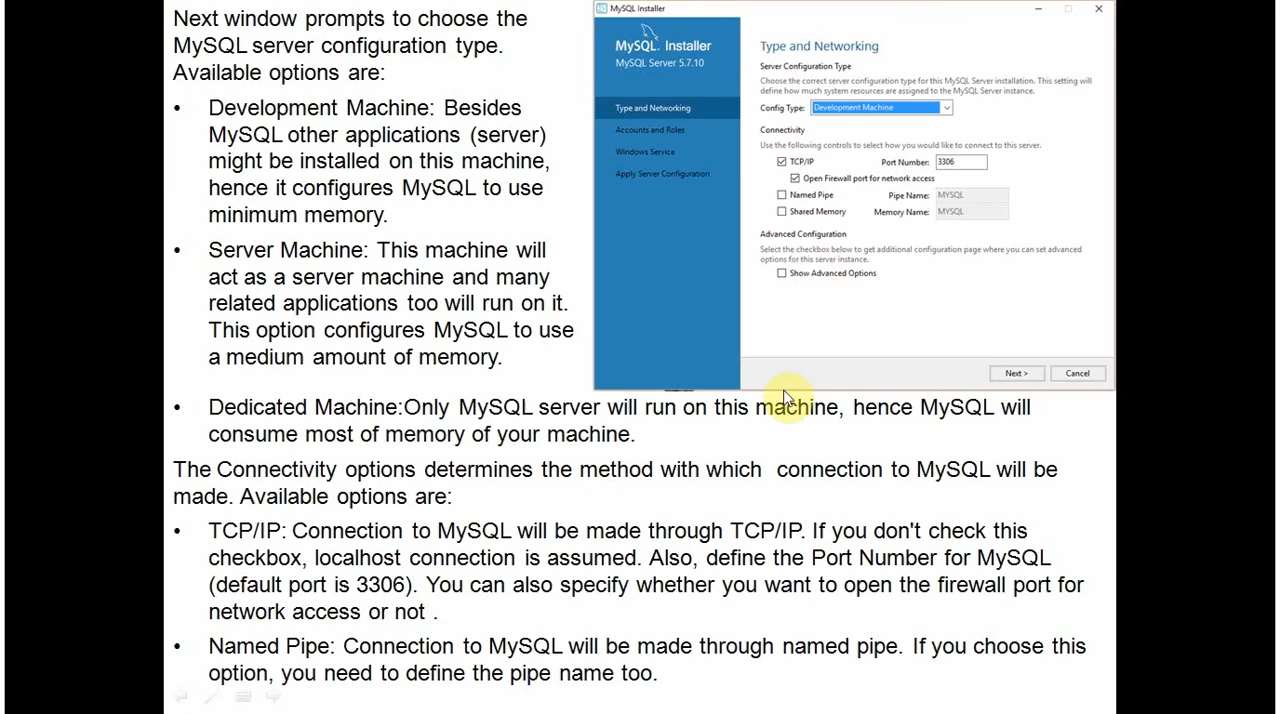 Next window prompts to choose the
MySQL server configuration type.
Available options are:
• Development Machine: Besides
MySQL other applications (server)
might be installed on this machine,
hence it configures MySQL to use
minimum memory.
• Server Machine: This machine will
act as a server machine and many
related applications too will run on it.
This option configures MySQL to use
a medium amount of memory.
MySQL Installer
MySQL. Installer
MySQL Server 5.7.10
Type and Networking
Accounts and Roles
Windows Service
Apply Server Configuration
Type and Networking
Server Configuration Type
Choose the correct server configuration type for this MySQL Server installation. This setting will
define how much system resources are assigned to the MySQL Server instance.
Config Type: Development Machine
Connectivity
Use the following controls to select how you would like to connect to this server.
TCP/IP Port Number: 3306
Open Firewall port for network access
Named Pipe Pipe Name: MYSQL
Shared Memory Memory Name: MYSQL
Advanced Configuration
Select the checkbox below to get additional configuration page where you can set advanced
options for this server instance.
Show Advanced Options
Next > Cancel
• Dedicated Machine:Only MySQL server will run on this machine, hence MySQL will
consume most of memory of your machine.
The Connectivity options determines the method with which connection to MySQL will be
made. Available options are:
• TCP/IP: Connection to MySQL will be made through TCP/IP. If you don't check this
checkbox, localhost connection is assumed. Also, define the Port Number for MySQL
(default port is 3306). You can also specify whether you want to open the firewall port for
network access or not .
• Named Pipe: Connection to MySQL will be made through named pipe. If you choose this
option, you need to define the pipe name too.